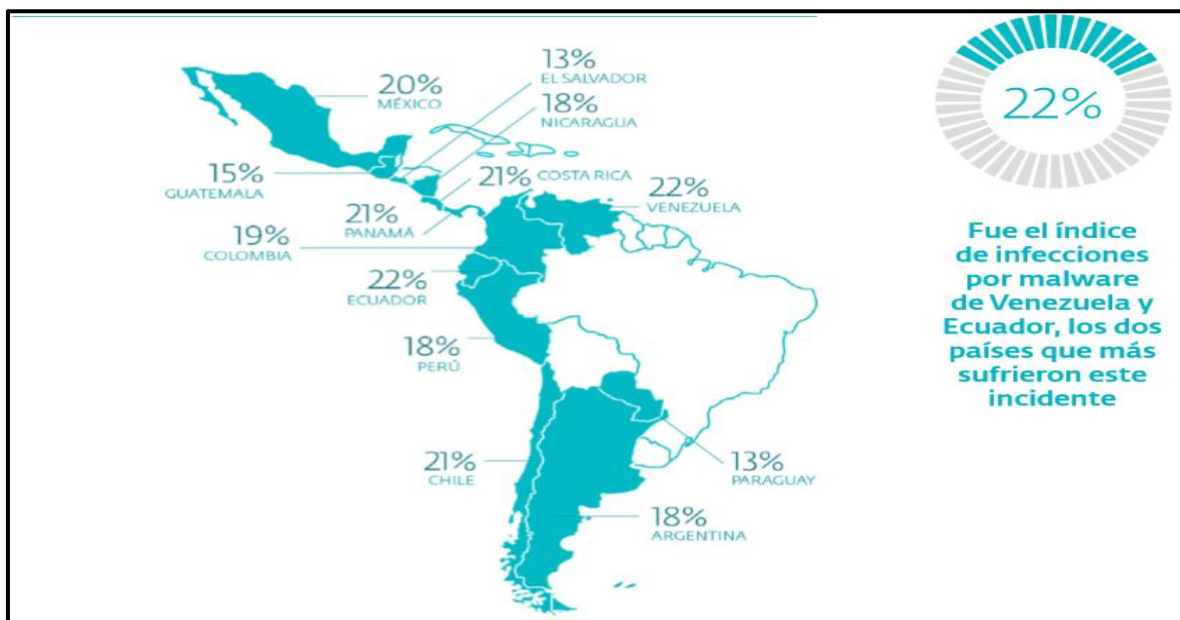 13%
EL SALVADOR
20%
MÉXICO
18%
NICARAGUA
15%
GUATEMALA
21% COSTA RICA
22%
VENEZUELA
21%
PANAMÁ
19%
COLOMBIA
22%
ECUADOR
18%
PERÚ
21%
CHILE
13%
PARAGUAY
18%
ARGENTINA
22%
Fue el índice
de infecciones
por malware
de Venezuela y
Ecuador, los dos
países que más
sufrieron este
incidente